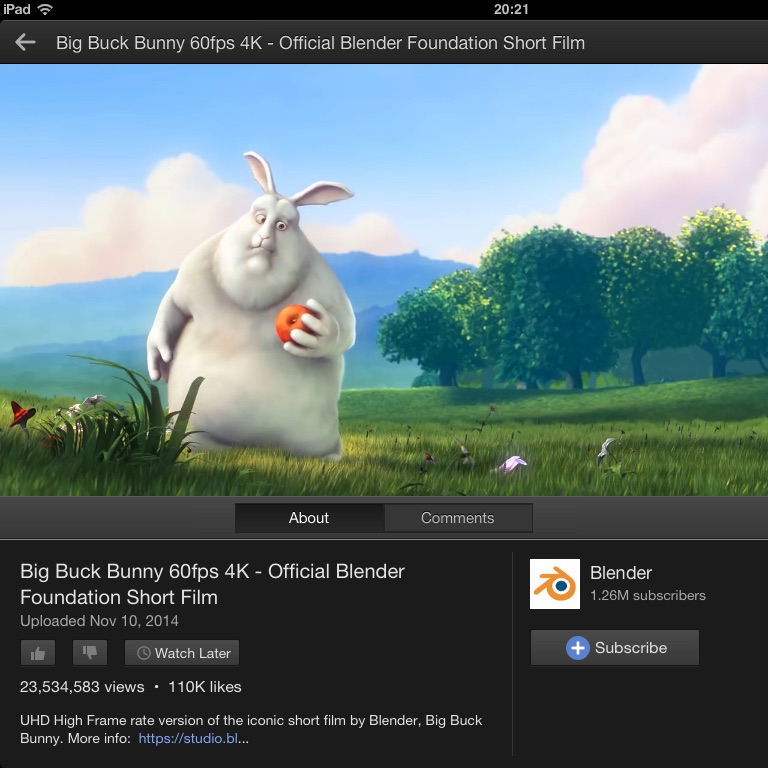 iPad 20:21
Big Buck Bunny 60fps 4K - Official Blender Foundation Short Film
About Comments
Big Buck Bunny 60fps 4K - Official Blender
Foundation Short Film
Uploaded Nov 10, 2014
Watch Later
23,534,583 views • 110K likes
UHD High Frame rate version of the iconic short film by Blender, Big Buck
Bunny. More info: https://studio.bl...
Blender
1.26M subscribers
Subscribe